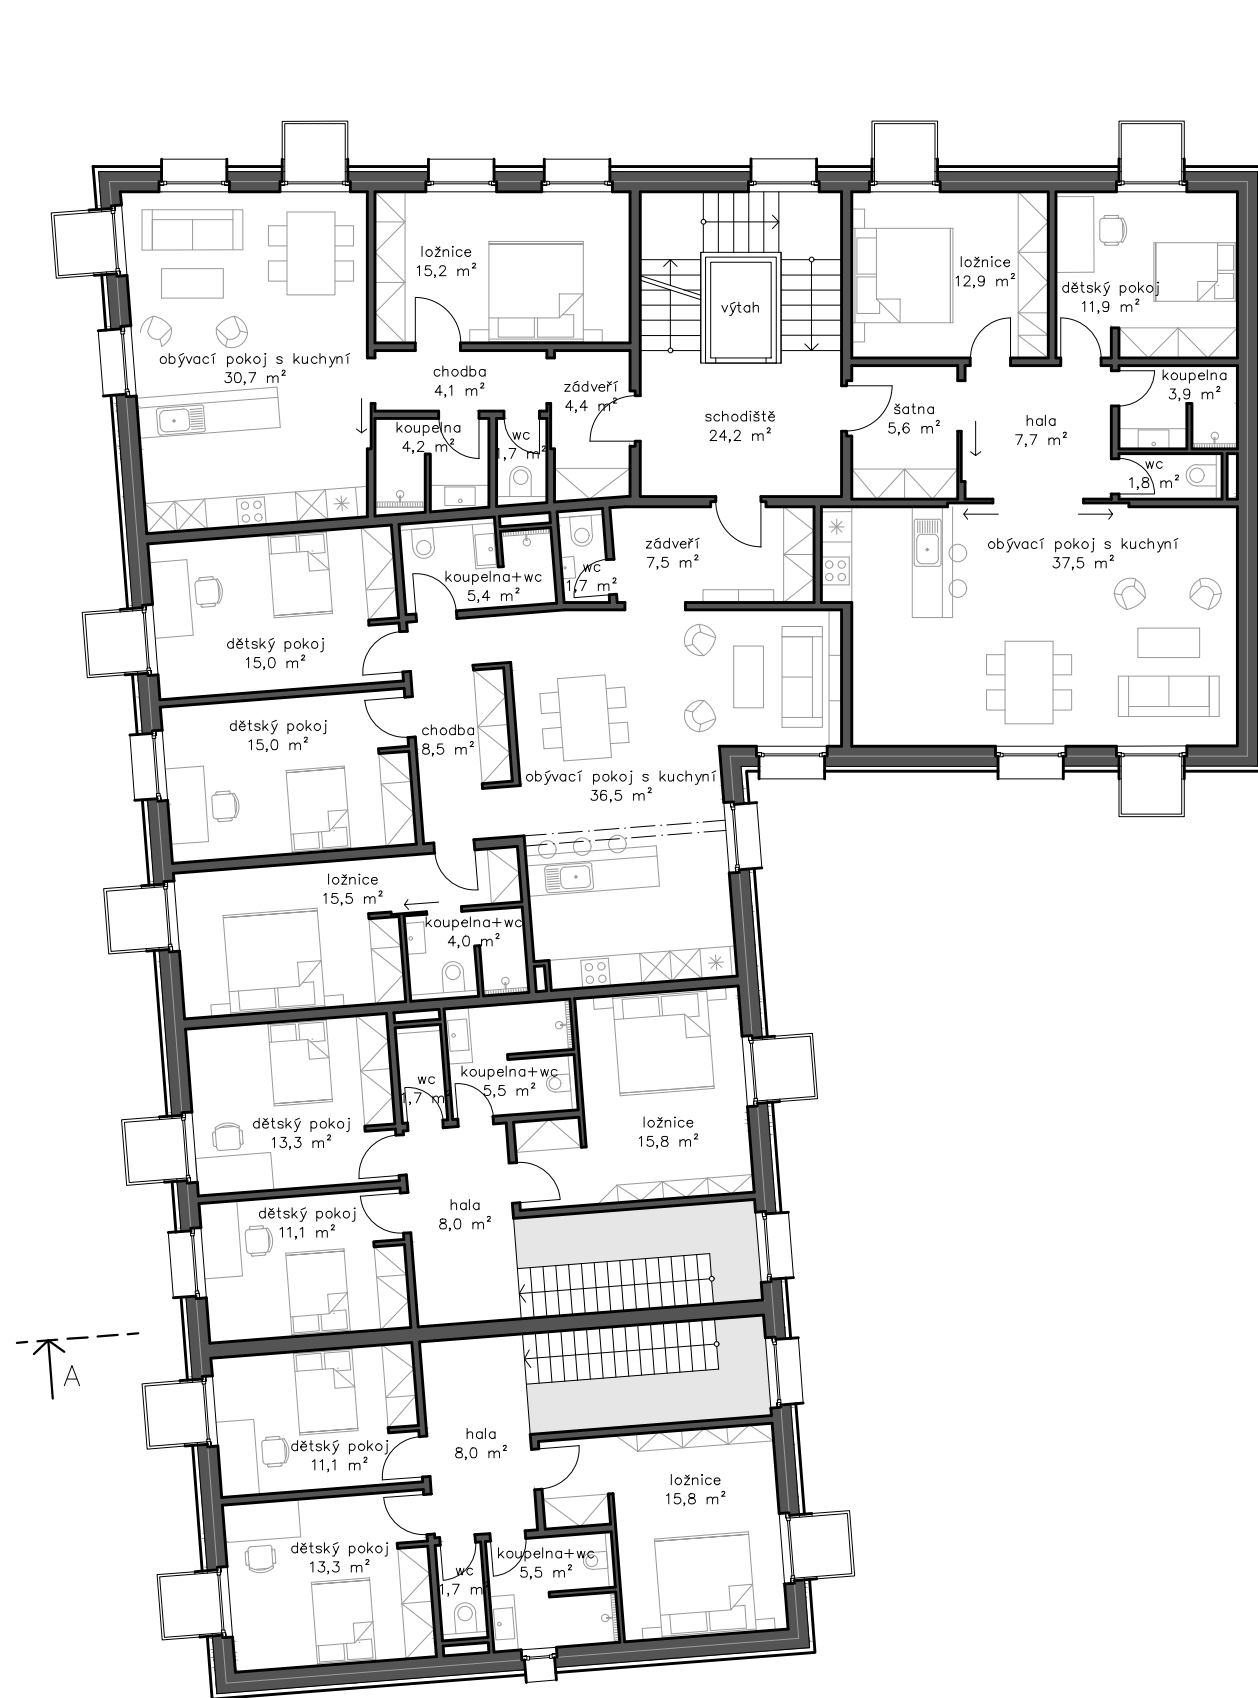 ložnice
15,2 m²
výtah
ložnice
12,9 m²
dětský pokoj
11,9 m²
obývací pokoj s kuchyní
30,7 m²
chodba
4,1 m²
zádveří
4,4 m²
koupelna
3,9 m²
schodiště
24,2 m²
šatna
5,6 m²
hala
7,7 m²
koupelna
4,2 m²
wc
1,7 m²
wc
1,8 m²
zádveří
7,5 m²
obývací pokoj s kuchyní
37,5 m²
koupelna+wc
5,4 m²
wc
1,7 m²
dětský pokoj
15,0 m²
dětský pokoj
15,0 m²
chodba
8,5 m²
obývací pokoj s kuchyní
36,5 m²
ložnice
15,5 m²
koupelna+wc
4,0 m²
wc
1,7 m²
koupelna+wc
5,5 m²
dětský pokoj
13,3 m²
ložnice
15,8 m²
dětský pokoj
11,1 m²
hala
8,0 m²
A
dětský pokoj
11,1 m²
hala
8,0 m²
ložnice
15,8 m²
dětský pokoj
13,3 m²
wc
1,7 m²
koupelna+wc
5,5 m²